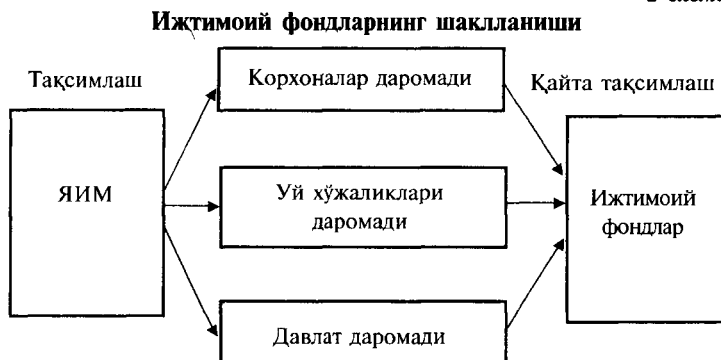 Ижтимоий фондларнинг шаклланиши
Тақсимлаш
Корхоналар даромади
Қайта тақсимлаш
ЯИМ
Уй хўжаликлари
даромади
Ижтимоий
фондлар
Давлат даромади